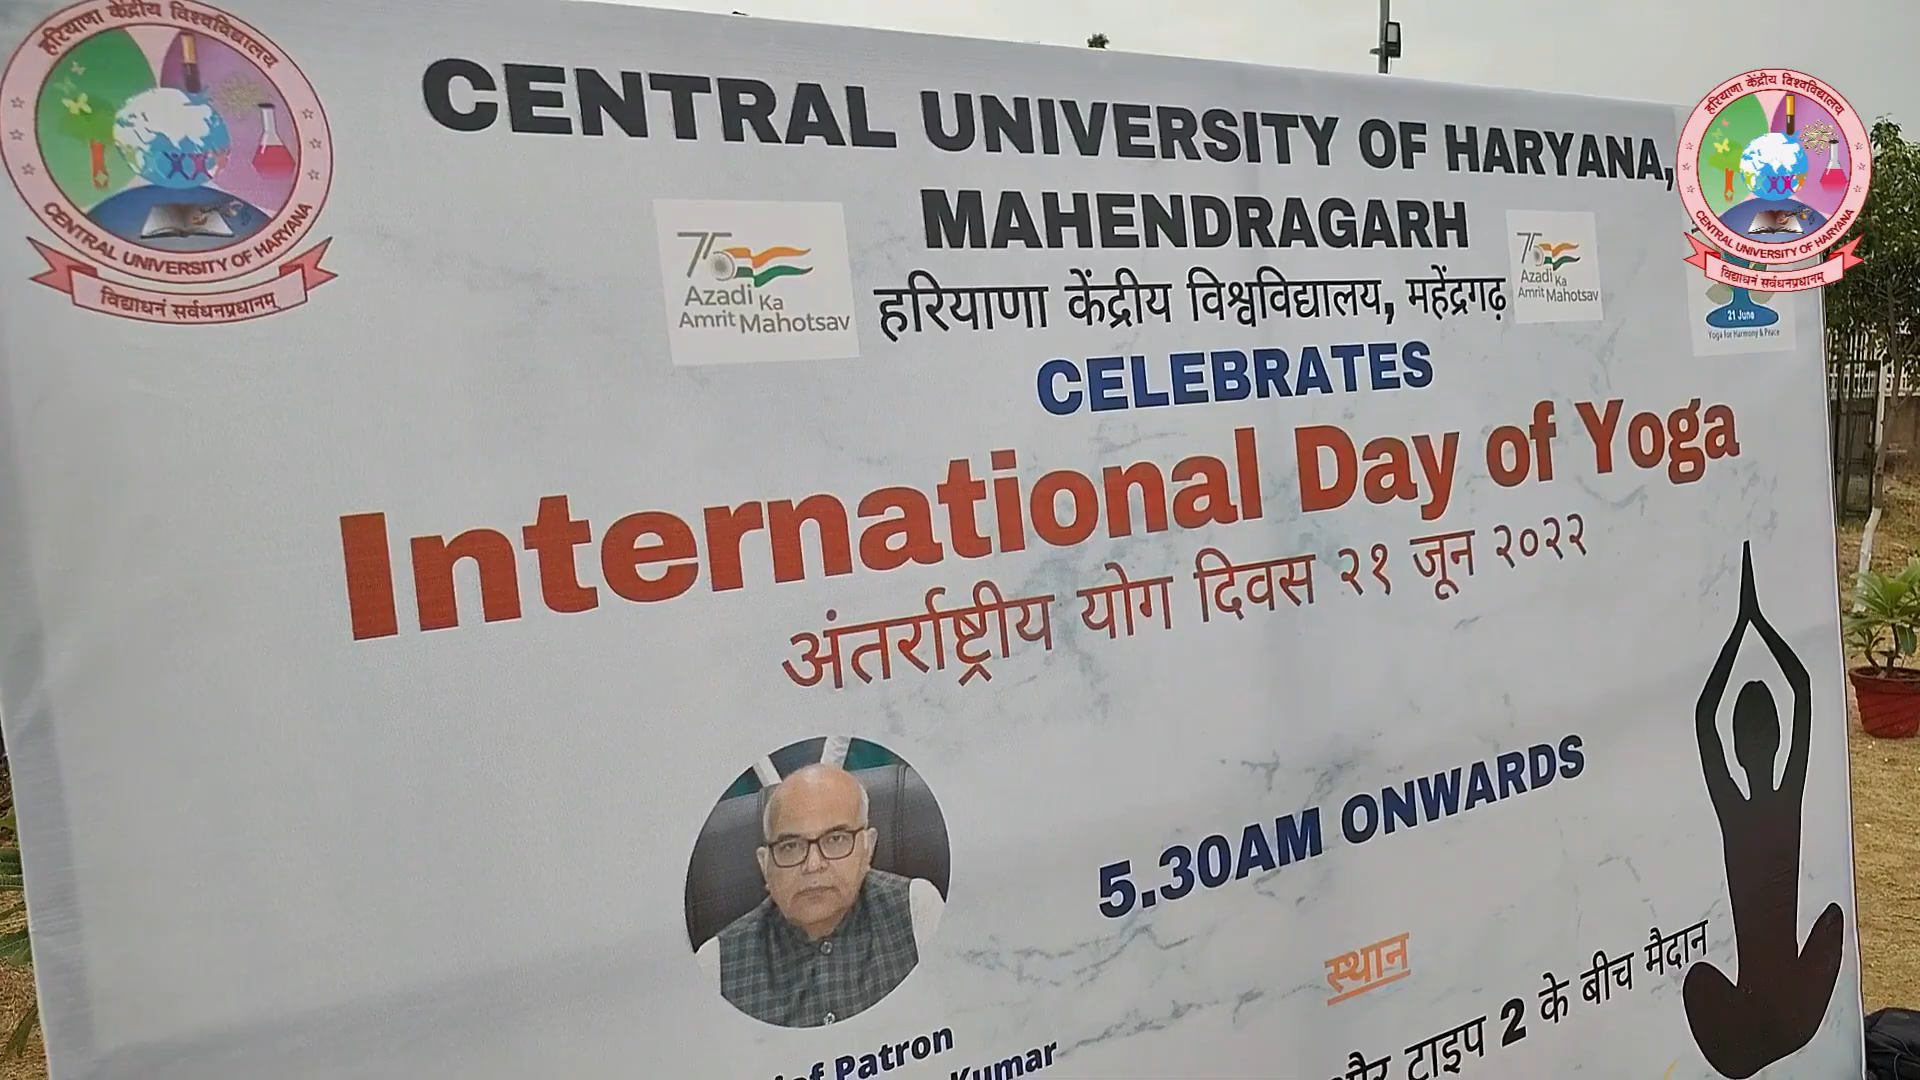 हरियाणा केंद्रीय विश्वविद्यालय
CENTRAL UNIVERSITY OF HARYANA
विद्याधनं सर्वधनप्रधानम्
CENTRAL UNIVERSITY OF HARYANA,
MAHENDRAGARH
हरियाणा केंद्रीय विश्वविद्यालय, महेंद्रगढ़
75
Azadi Ka
Amrit Mahotsav
75
Azadi Ka
Amrit Mahotsav
हरियाणा केंद्रीय विश्वविद्यालय
CENTRAL UNIVERSITY OF HARYANA
विद्याधनं सर्वधनप्रधानम्
21 June
Yoga for Harmony & Peace
CELEBRATES
International Day of Yoga
अंतर्राष्ट्रीय योग दिवस २१ जून २०२२
5.30AM ONWARDS
स्थान
और टाइप 2 के बीच मैदान
Patron
Kumar